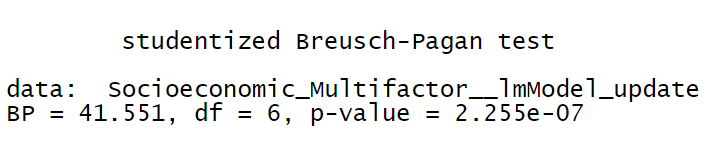 studentized Breusch-Pagan test
data:  Socioeconomic_Multifactor__lmModel_update
BP = 41.551, df = 6, p-value = 2.255e-07